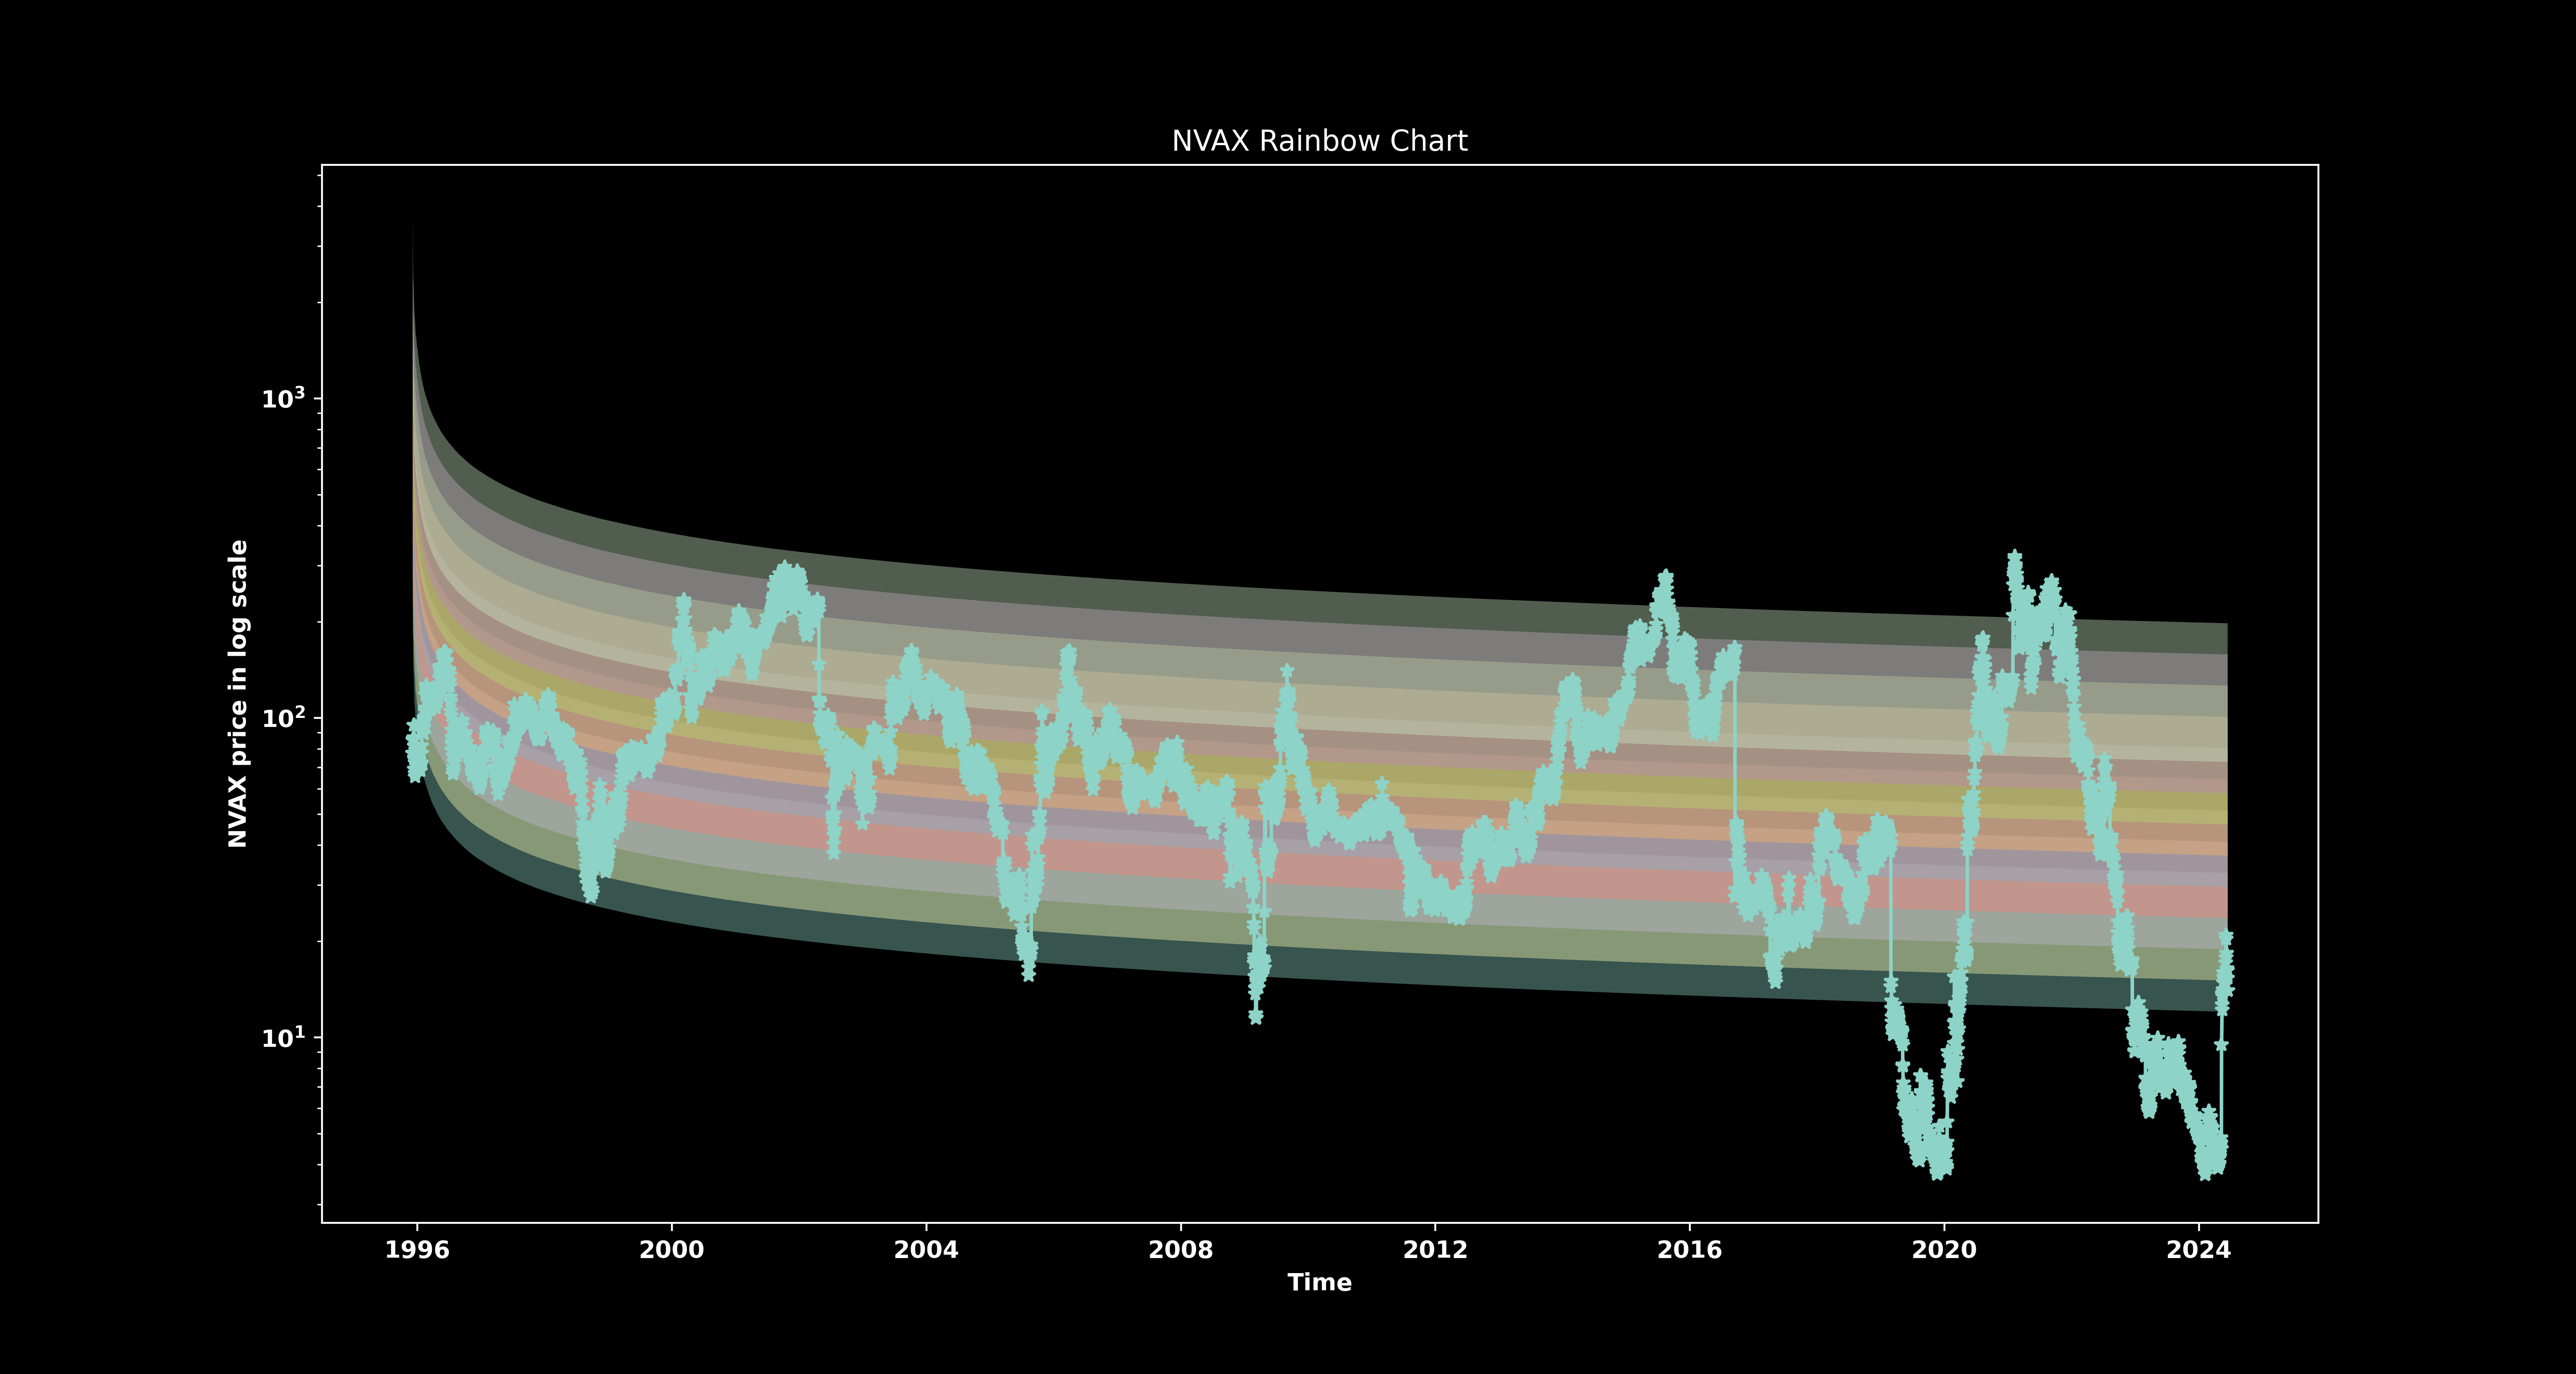 NVAX Rainbow Chart
NVAX price in log scale
10³
10²
10¹
1996 2000 2004 2008 2012 2016 2020 2024
Time